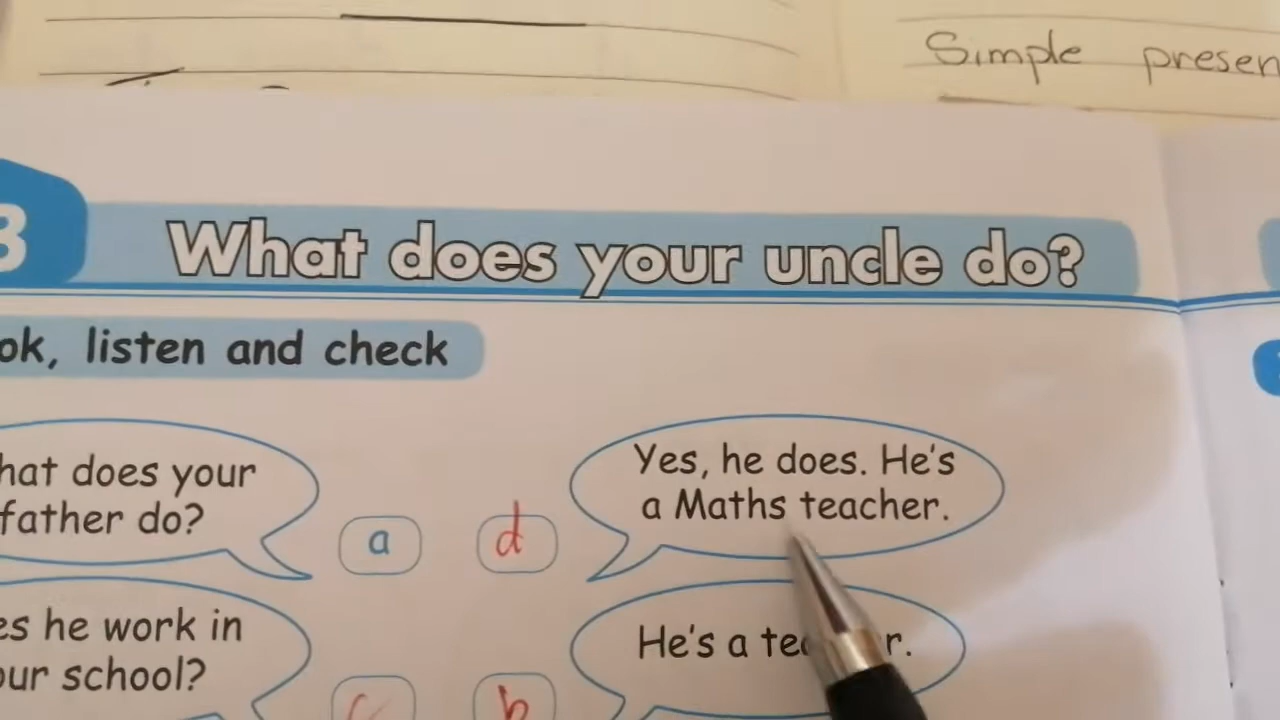 Simple presen
3 What does your uncle do?
ok, listen and check
hat does your
father do?
a
d
Yes, he does. He's
a Maths teacher.
es he work in
our school?
c
b
He's a